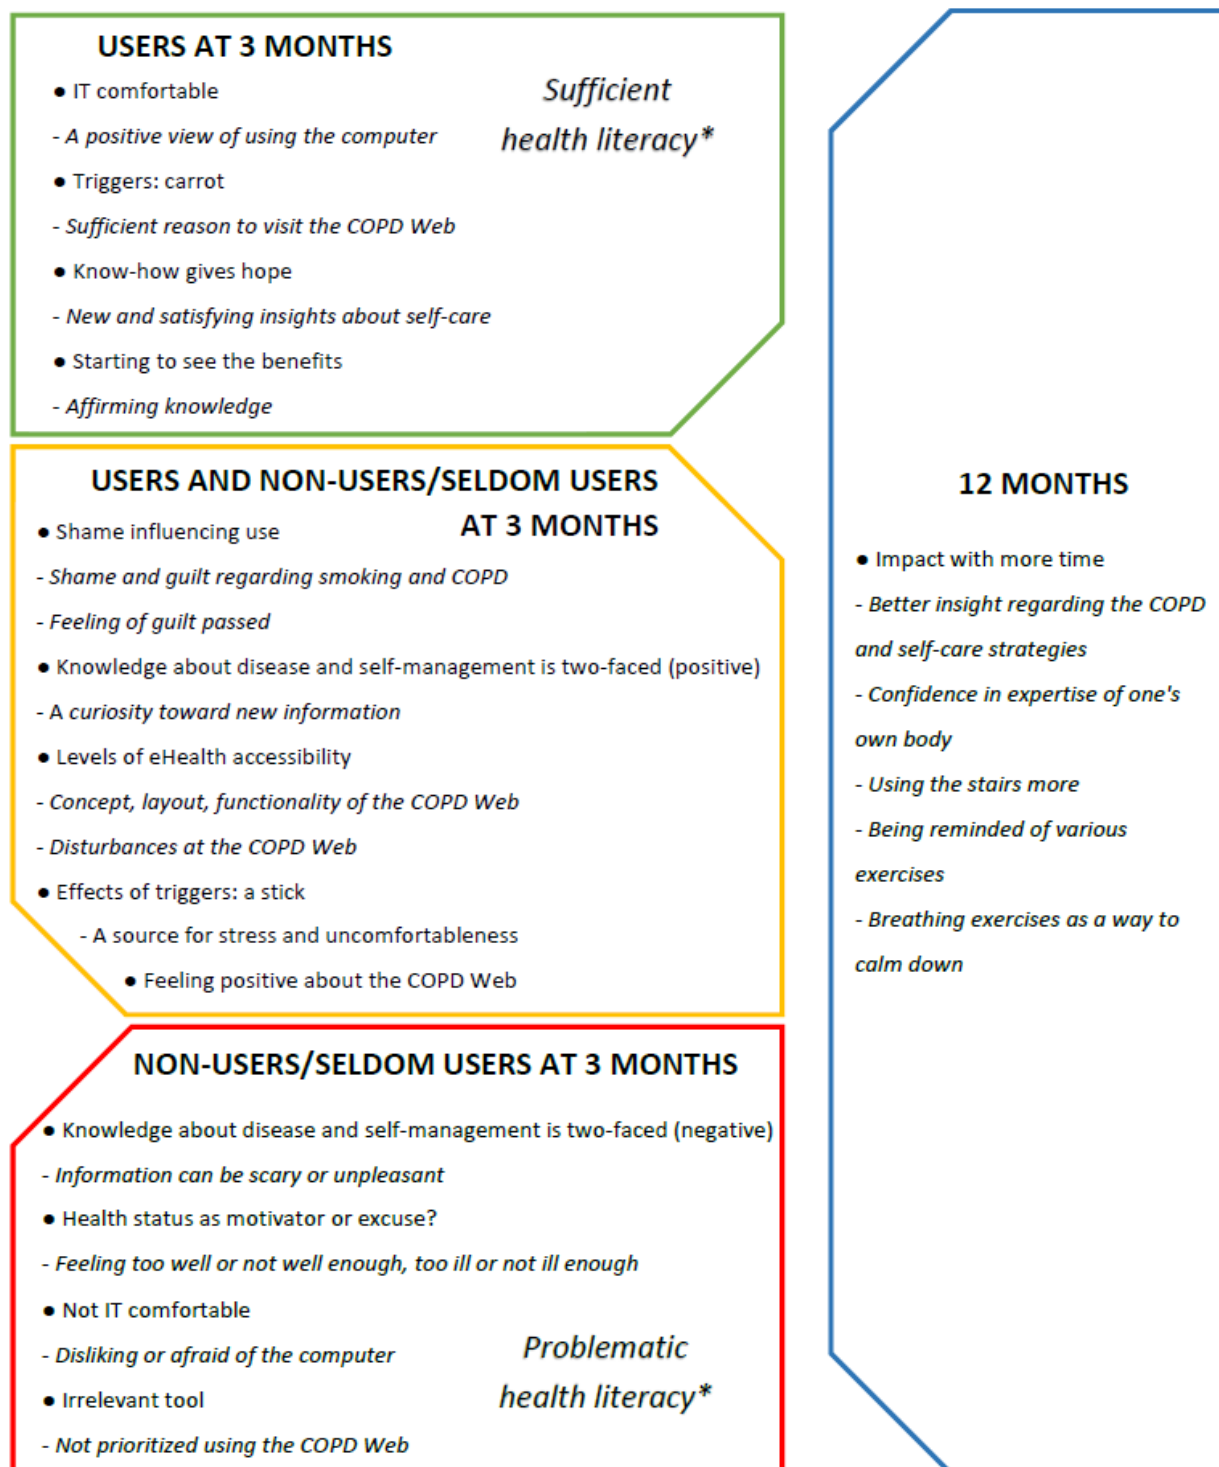 USERS AT 3 MONTHS
● IT comfortable
- A positive view of using the computer
● Triggers: carrot
- Sufficient reason to visit the COPD Web
● Know-how gives hope
- New and satisfying insights about self-care
● Starting to see the benefits
- Affirming knowledge
Sufficient
health literacy*
USERS AND NON-USERS/SELDOM USERS
AT 3 MONTHS
● Shame influencing use
- Shame and guilt regarding smoking and COPD
- Feeling of guilt passed
● Knowledge about disease and self-management is two-faced (positive)
- A curiosity toward new information
● Levels of eHealth accessibility
- Concept, layout, functionality of the COPD Web
- Disturbances at the COPD Web
● Effects of triggers: a stick
- A source for stress and uncomfortableness
● Feeling positive about the COPD Web
NON-USERS/SELDOM USERS AT 3 MONTHS
● Knowledge about disease and self-management is two-faced (negative)
- Information can be scary or unpleasant
● Health status as motivator or excuse?
- Feeling too well or not well enough, too ill or not ill enough
● Not IT comfortable
- Disliking or afraid of the computer
● Irrelevant tool
- Not prioritized using the COPD Web
Problematic
health literacy*
12 MONTHS
● Impact with more time
- Better insight regarding the COPD
and self-care strategies
- Confidence in expertise of one's
own body
- Using the stairs more
- Being reminded of various
exercises
- Breathing exercises as a way to
calm down